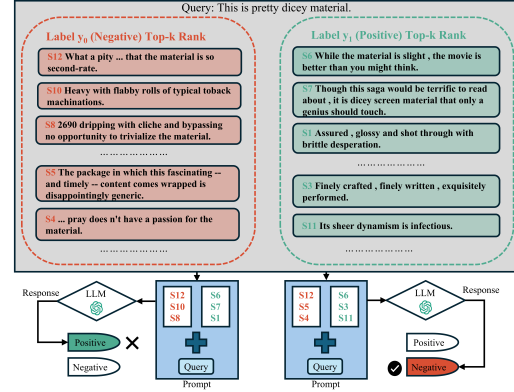 Query: This is pretty dicey material.
Label y₀ (Negative) Top-k Rank
S12 What a pity ... that the material is so
second-rate.
S10 Heavy with flabby rolls of typical toback
machinations.
S8 2690 dripping with cliche and bypassing
no opportunity to trivialize the material.
………………
S5 The package in which this fascinating --
and timely -- content comes wrapped is
disappointingly generic.
S4 ... pray does n't have a passion for the
material.
………………
Label y₁ (Positive) Top-k Rank
S6 While the material is slight , the movie is
better than you might think.
S7 Though this saga would be terrific to read
about , it is dicey screen material that only a
genius should touch.
S1 Assured , glossy and shot through with
brittle desperation.
………………
S3 Finely crafted , finely written , exquisitely
performed.
S11 Its sheer dynamism is infectious.
………………
Response
LLM
Positive
Negative
S12
S10
S8
S6
S7
S1
Query
Prompt
S12
S5
S4
S6
S3
S11
Query
Prompt
LLM
Response
Positive
Negative